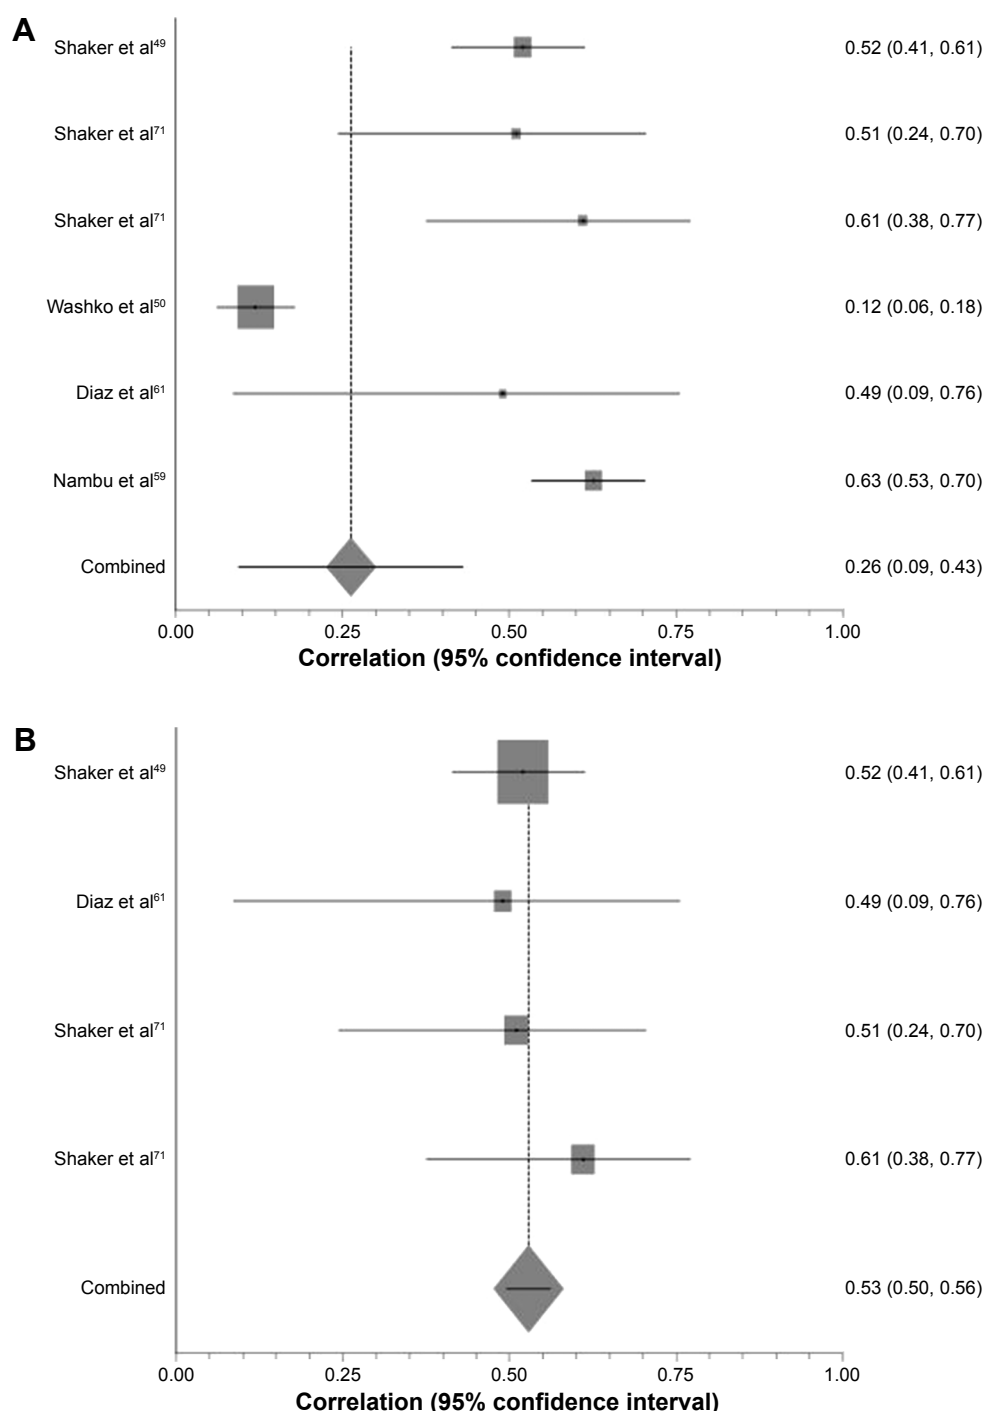 A
Shaker et al49 0.52 (0.41, 0.61)
Shaker et al71 0.51 (0.24, 0.70)
Shaker et al71 0.61 (0.38, 0.77)
Washko et al50 0.12 (0.06, 0.18)
Diaz et al61 0.49 (0.09, 0.76)
Nambu et al59 0.63 (0.53, 0.70)
Combined 0.26 (0.09, 0.43)
0.00 0.25 0.50 0.75 1.00
Correlation (95% confidence interval)
B
Shaker et al49 0.52 (0.41, 0.61)
Diaz et al61 0.49 (0.09, 0.76)
Shaker et al71 0.51 (0.24, 0.70)
Shaker et al71 0.61 (0.38, 0.77)
Combined 0.53 (0.50, 0.56)
0.00 0.25 0.50 0.75 1.00
Correlation (95% confidence interval)